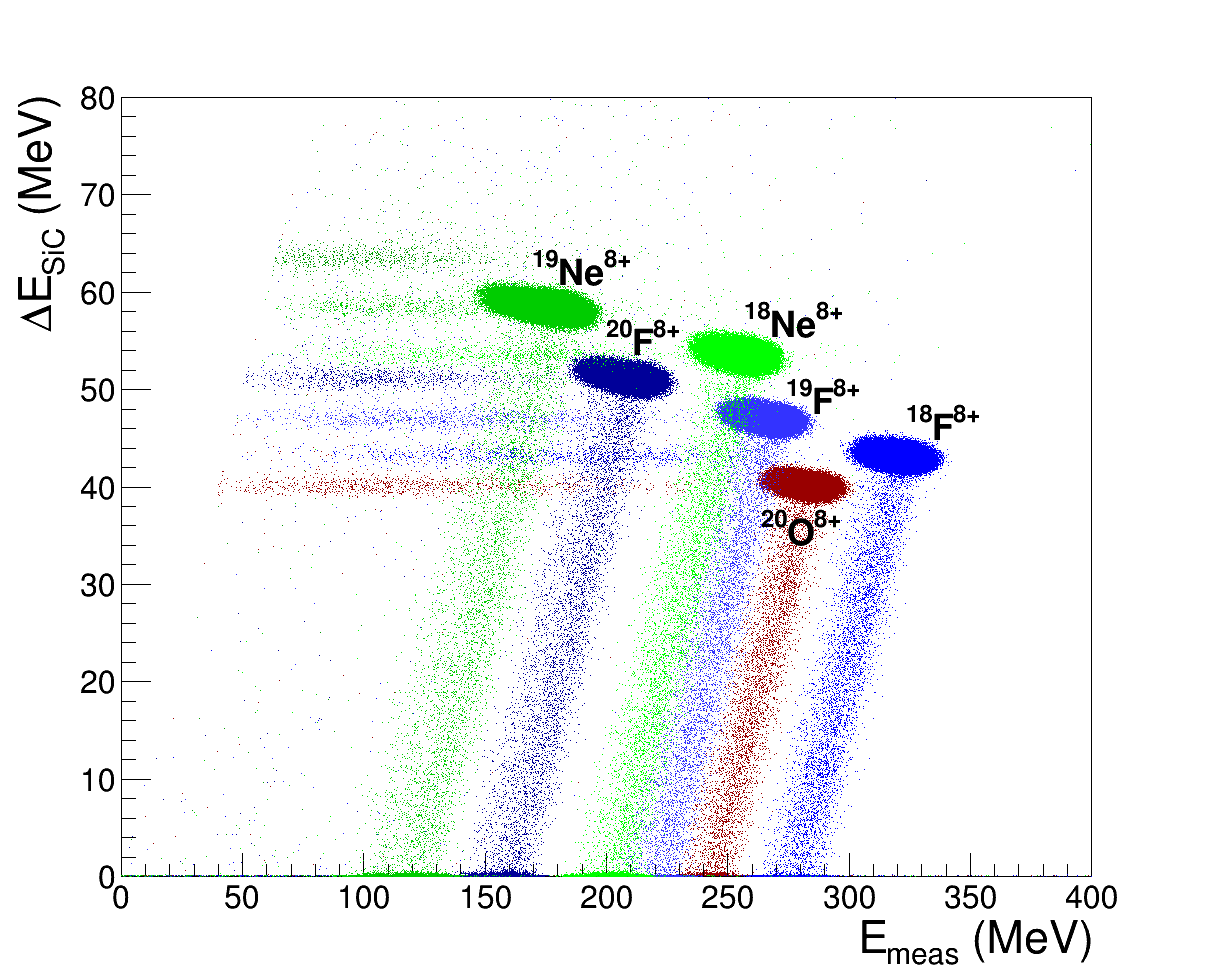 ΔE_SiC (MeV)
80
70
60
50
40
30
20
10
0
¹⁹Ne⁸⁺
²⁰F⁸⁺
¹⁸Ne⁸⁺
¹⁹F⁸⁺
¹⁸F⁸⁺
²⁰O⁸⁺
0 50 100 150 200 250 300 350 400
E_meas (MeV)